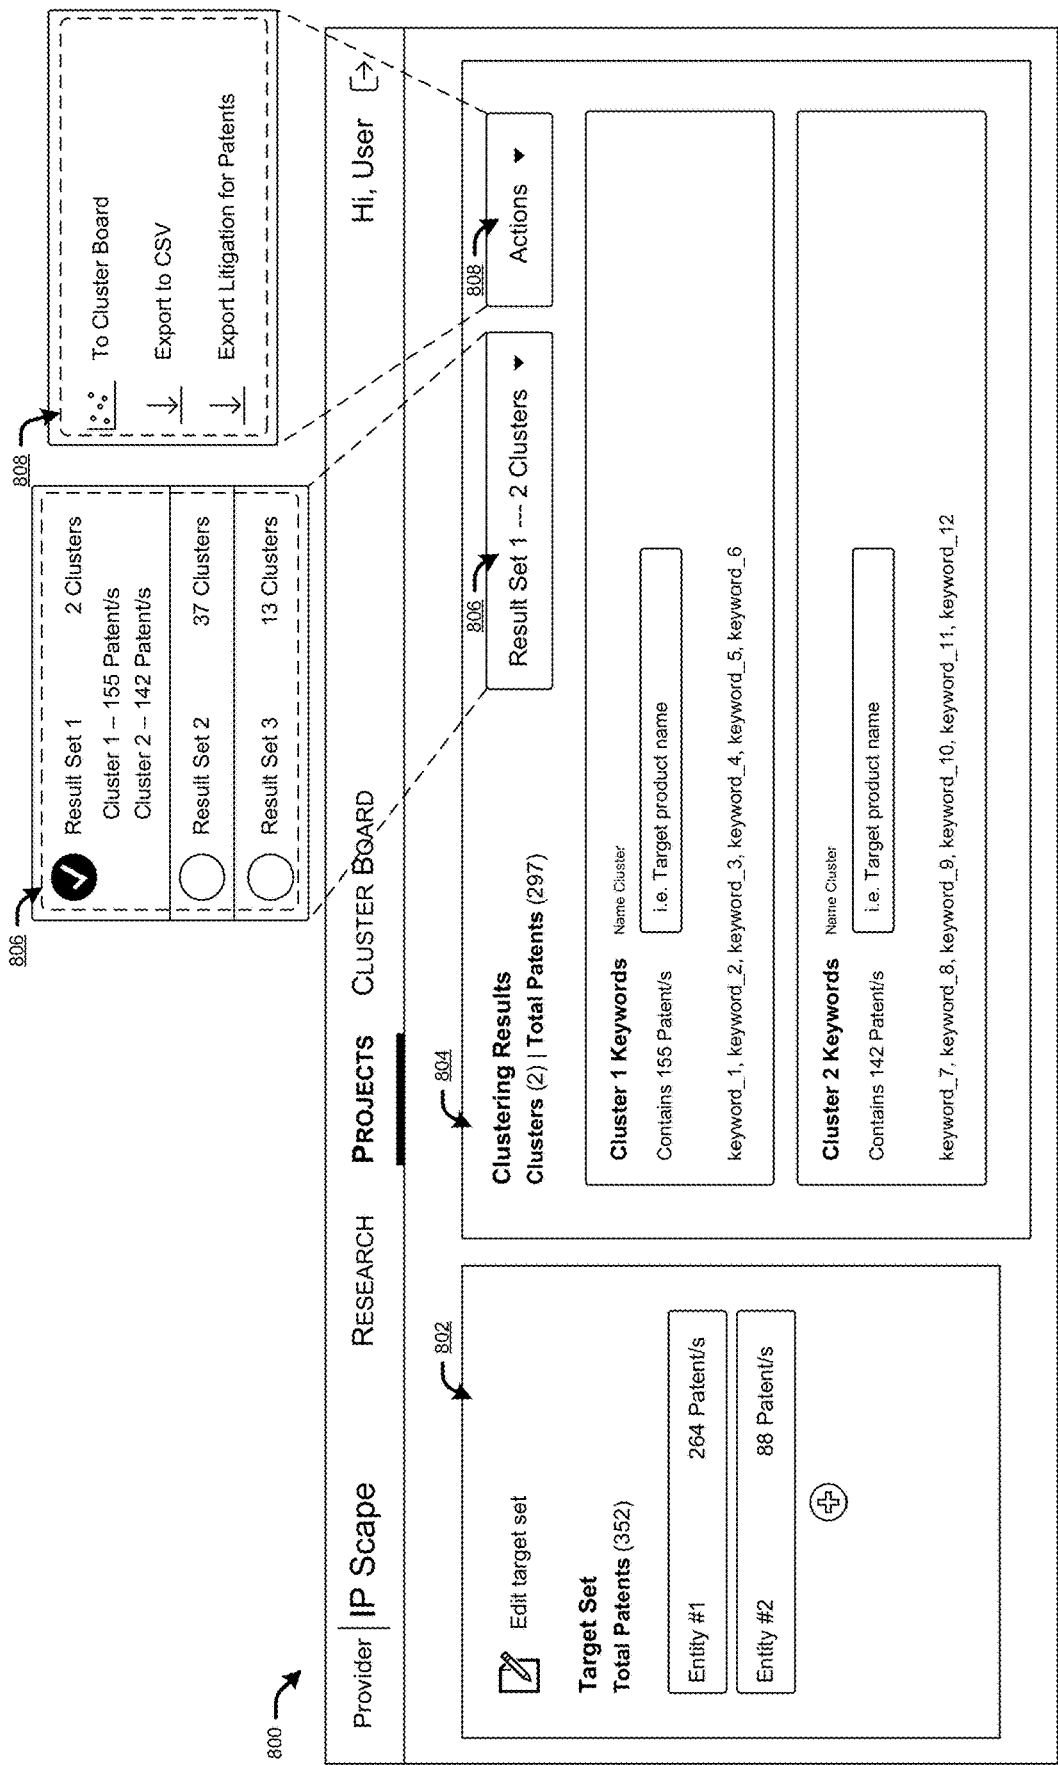 800
Provider | IP Scape
RESEARCH
PROJECTS
CLUSTER BOARD
Hi, User
806
Result Set 1 2 Clusters
Cluster 1 – 155 Patent/s
Cluster 2 – 142 Patent/s
Result Set 2 37 Clusters
Result Set 3 13 Clusters
808
To Cluster Board
Export to CSV
Export Litigation for Patents
802
Edit target set
Target Set
Total Patents (352)
Entity #1 264 Patent/s
Entity #2 88 Patent/s
804
Clustering Results
Clusters (2) | Total Patents (297)
806
Result Set 1 --- 2 Clusters
808
Actions
Cluster 1 Keywords Name Cluster
Contains 155 Patent/s i.e. Target product name
keyword_1, keyword_2, keyword_3, keyword_4, keyword_5, keyword_6
Cluster 2 Keywords Name Cluster
Contains 142 Patent/s i.e. Target product name
keyword_7, keyword_8, keyword_9, keyword_10, keyword_11, keyword_12